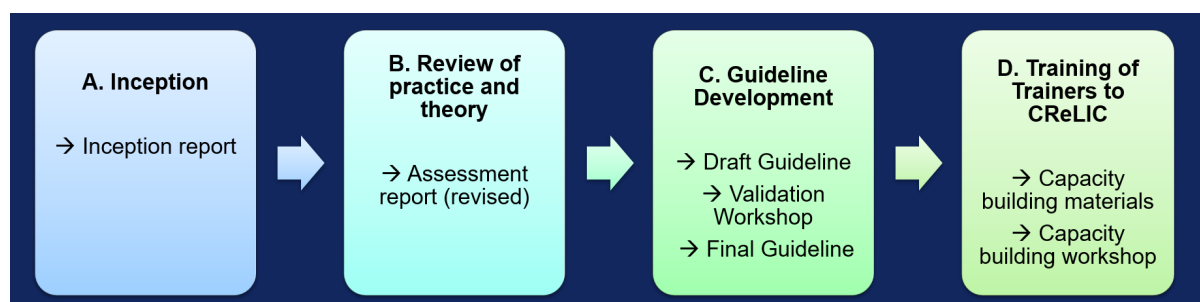 A. Inception
→ Inception report
B. Review of
practice and
theory
→ Assessment
report (revised)
C. Guideline
Development
→ Draft Guideline
→ Validation
Workshop
→ Final Guideline
D. Training of
Trainers to
CReLIC
→ Capacity
building materials
→ Capacity
building workshop